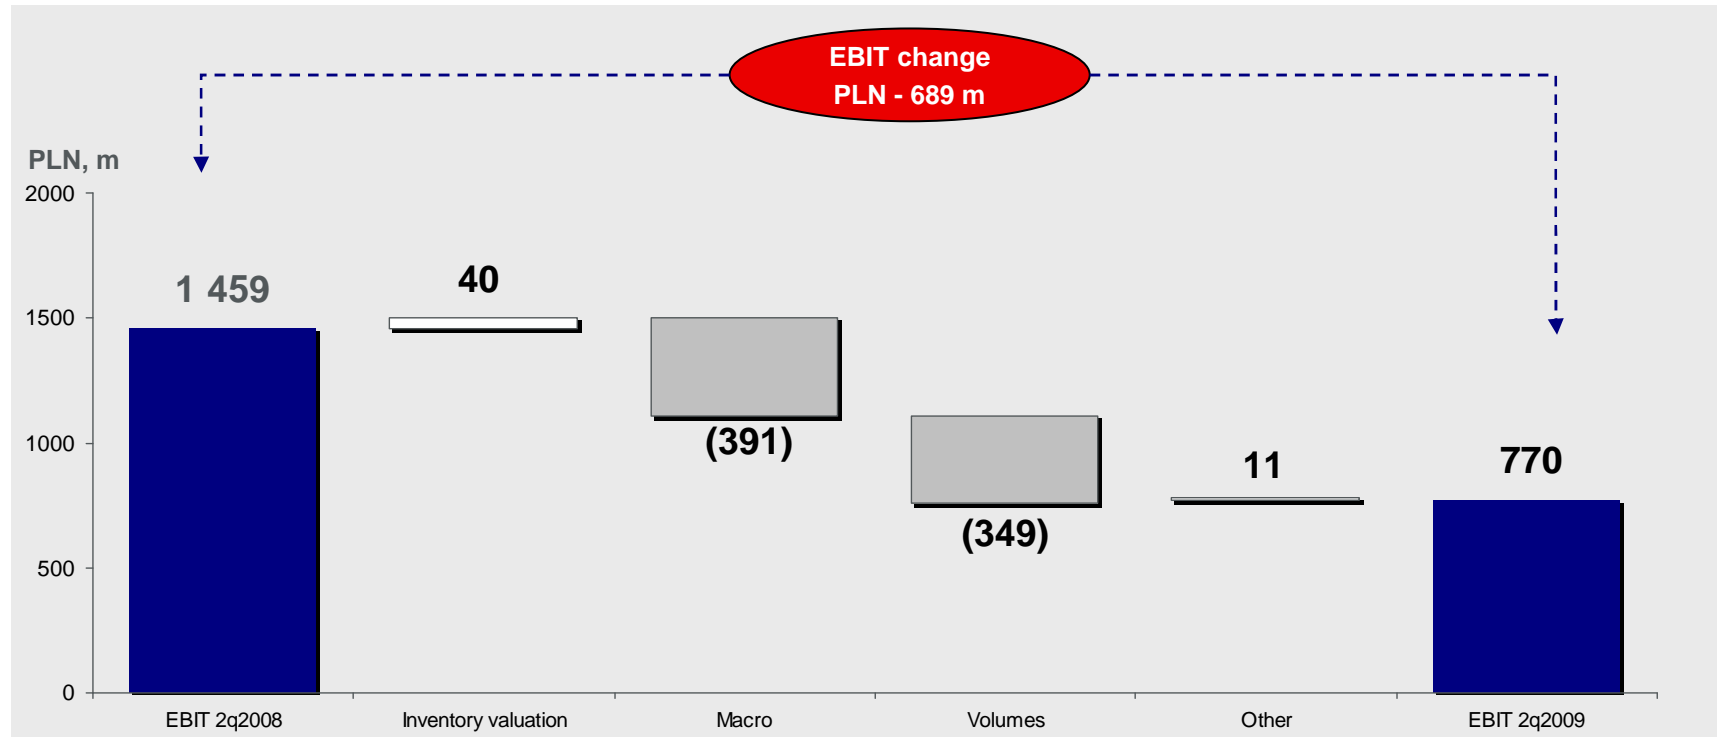 EBIT change
PLN - 689 m
PLN, m
2000
1500
1000
500
0
1 459
40
(391)
(349)
11
770
EBIT 2q2008
Inventory valuation
Macro
Volumes
Other
EBIT 2q2009